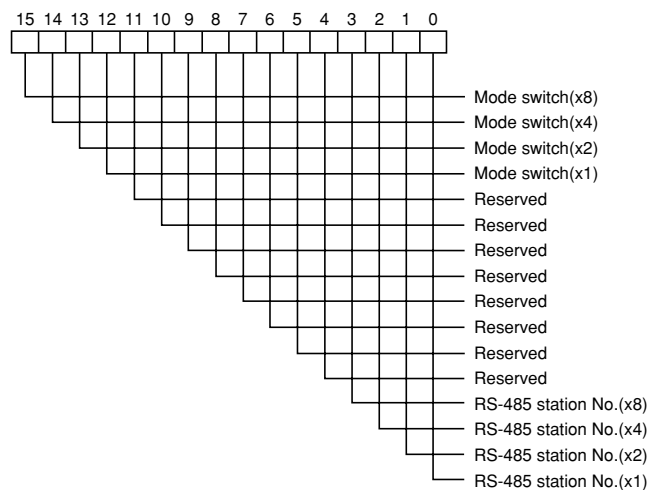 15 14 13 12 11 10 9 8 7 6 5 4 3 2 1 0
Mode switch(x8)
Mode switch(x4)
Mode switch(x2)
Mode switch(x1)
Reserved
Reserved
Reserved
Reserved
Reserved
Reserved
Reserved
Reserved
RS-485 station No.(x8)
RS-485 station No.(x4)
RS-485 station No.(x2)
RS-485 station No.(x1)